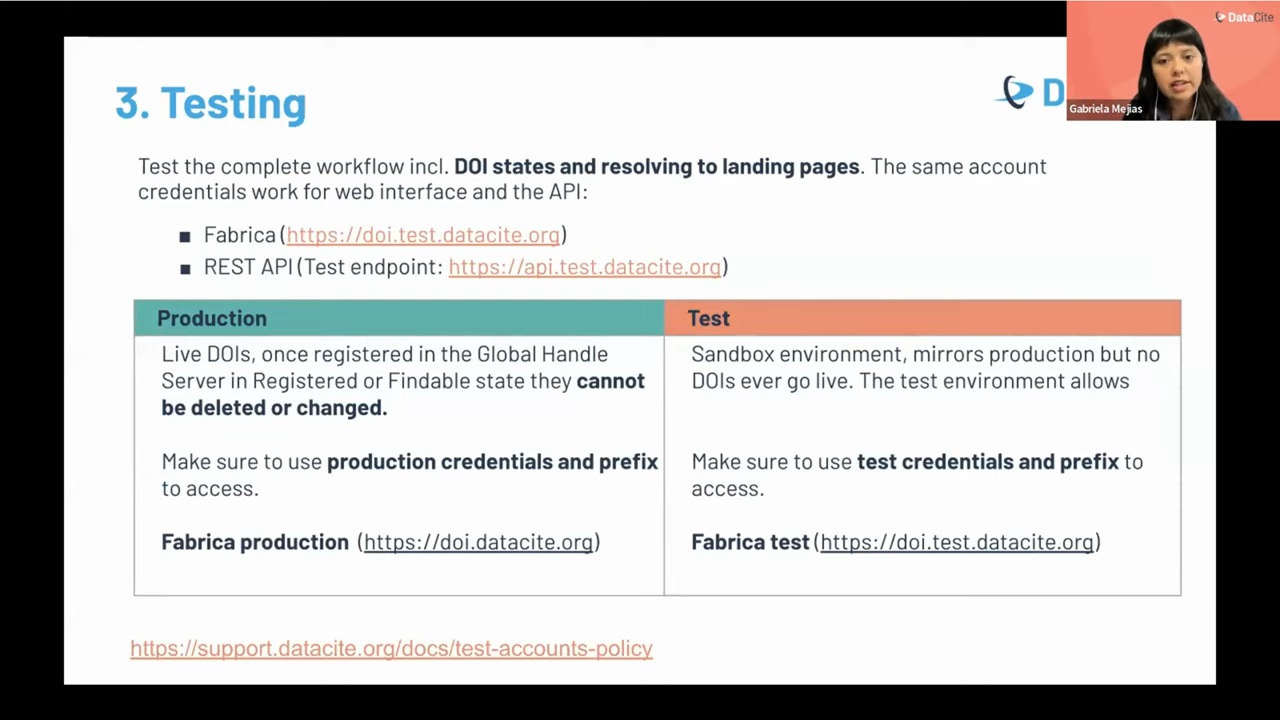 DataCite
3. Testing
D
Gabriela Mejias
Test the complete workflow incl. DOI states and resolving to landing pages. The same account
credentials work for web interface and the API:
■ Fabrica (https://doi.test.datacite.org)
■ REST API (Test endpoint: https://api.test.datacite.org)
Production
Live DOIs, once registered in the Global Handle
Server in Registered or Findable state they cannot
be deleted or changed.
Make sure to use production credentials and prefix
to access.
Fabrica production (https://doi.datacite.org)
Test
Sandbox environment, mirrors production but no
DOIs ever go live. The test environment allows
Make sure to use test credentials and prefix to
access.
Fabrica test (https://doi.test.datacite.org)
https://support.datacite.org/docs/test-accounts-policy